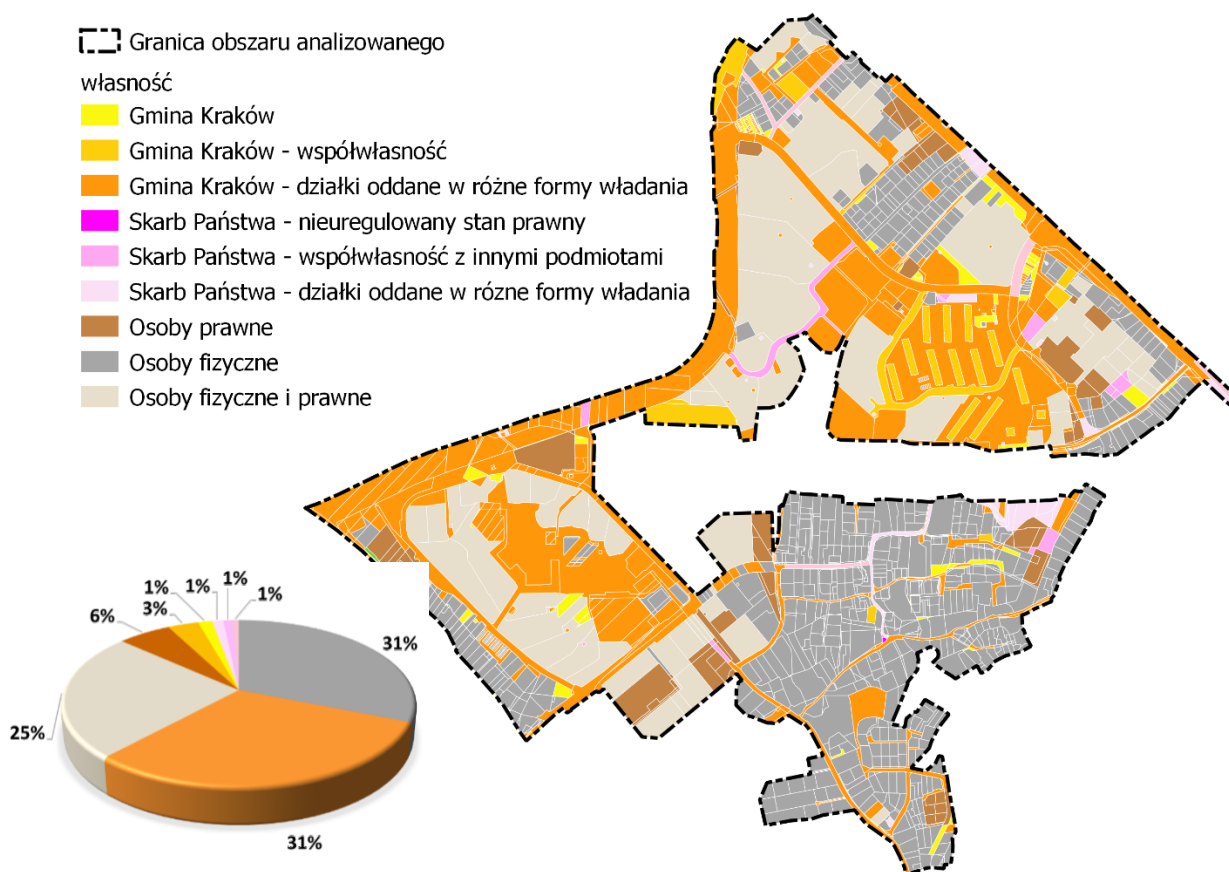 Granica obszaru analizowanego
własność
Gmina Kraków
Gmina Kraków - współwłasność
Gmina Kraków - działki oddane w różne formy władania
Skarb Państwa - nieuregulowany stan prawny
Skarb Państwa - współwłasność z innymi podmiotami
Skarb Państwa - działki oddane w rózne formy władania
Osoby prawne
Osoby fizyczne
Osoby fizyczne i prawne
1%
1%
1%
1%
3%
6%
31%
25%
31%